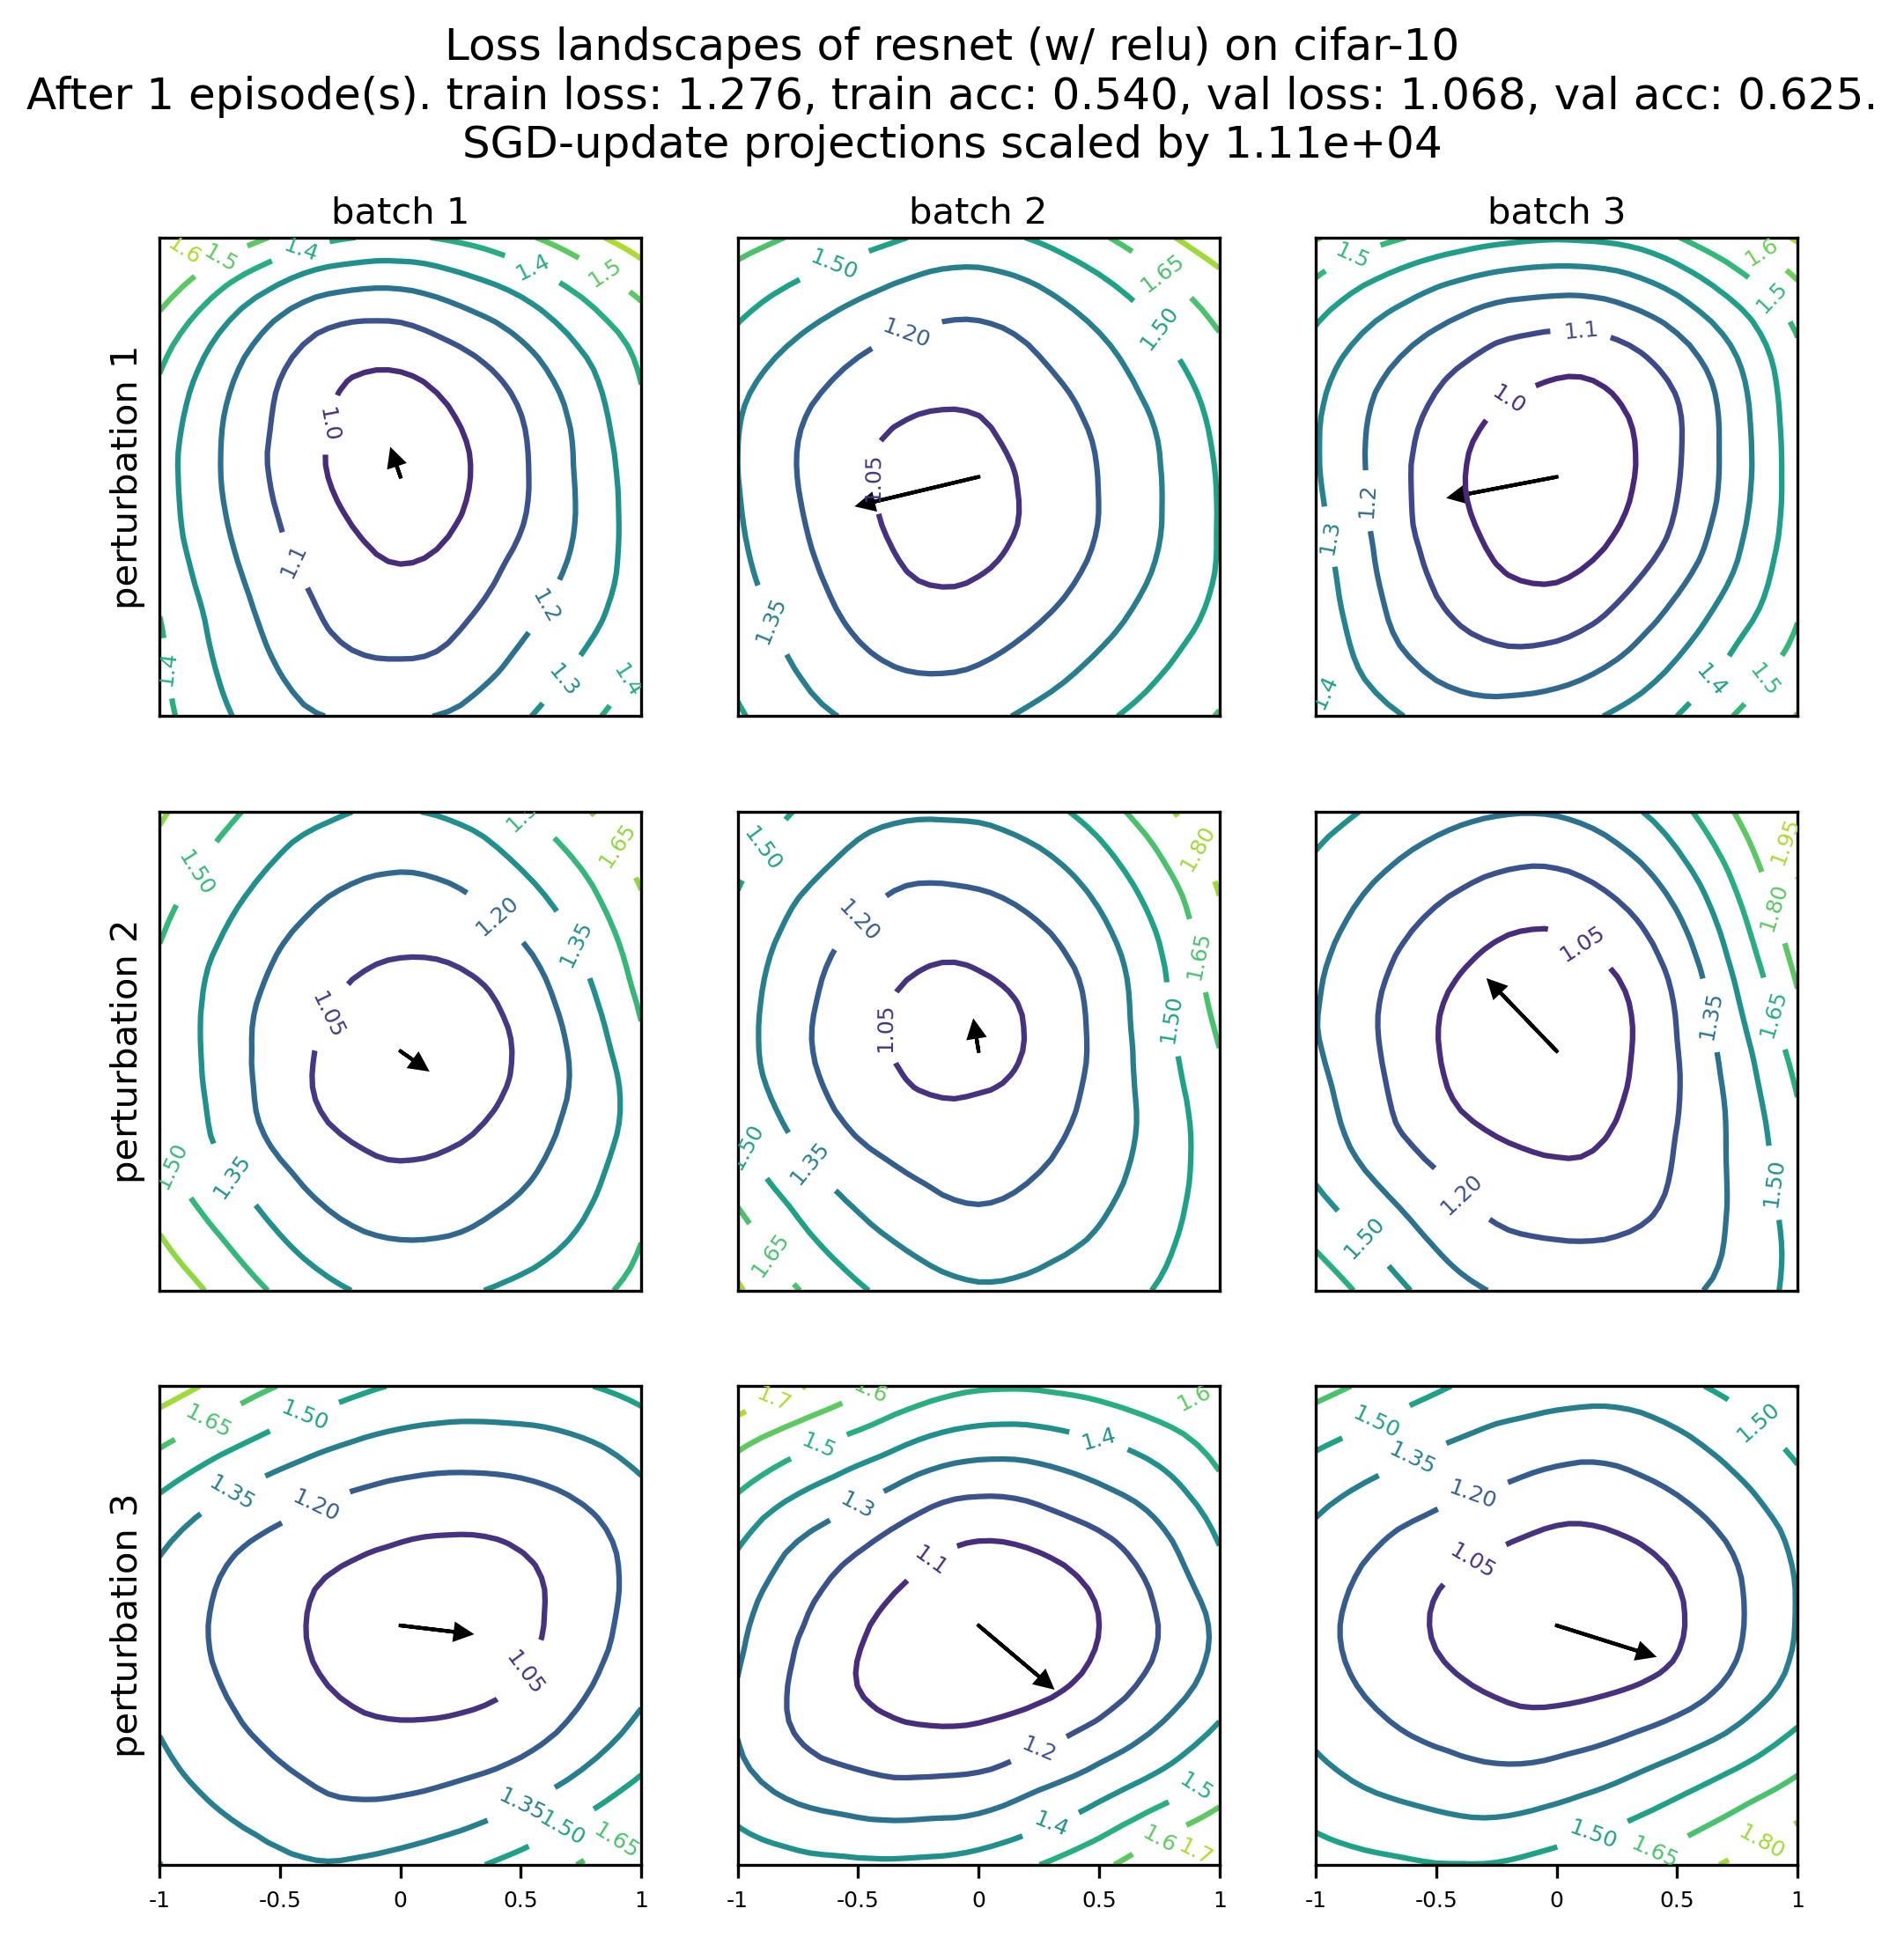 Loss landscapes of resnet (w/ relu) on cifar-10
After 1 episode(s). train loss: 1.276, train acc: 0.540, val loss: 1.068, val acc: 0.625.
SGD-update projections scaled by 1.11e+04
batch 1 batch 2 batch 3
perturbation 1
1.6 1.5 1.4 1.4 1.5 1.0 1.1 1.2 1.3 1.4 1.4
1.50 1.65 1.50 1.20 1.05 1.35
1.5 1.6 1.5 1.1 1.0 1.2 1.3 1.4 1.4 1.5
perturbation 2
1.65 1.50 1.20 1.35 1.05 1.50 1.35
1.50 1.80 1.20 1.65 1.50 1.05 1.50 1.35 1.65
1.95 1.80 1.05 1.65 1.35 1.50 1.20 1.50
perturbation 3
1.65 1.50 1.35 1.20 1.05 1.35 1.50 1.65
1.7 1.6 1.6 1.5 1.4 1.3 1.1 1.2 1.5 1.4 1.6 1.7
1.50 1.50 1.35 1.20 1.05 1.50 1.65 1.80
-1 -0.5 0 0.5 1 -1 -0.5 0 0.5 1 -1 -0.5 0 0.5 1